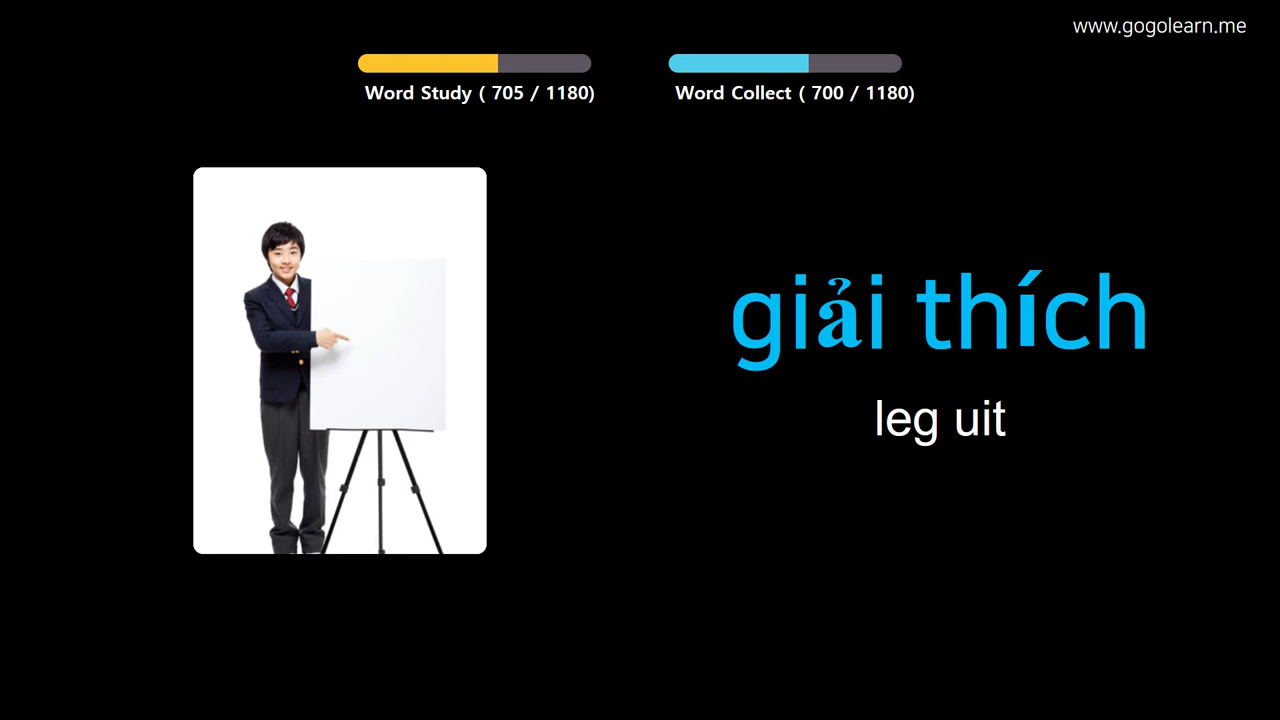 www.gogolearn.me
Word Study ( 705 / 1180)
Word Collect ( 700 / 1180)
giải thích
leg uit